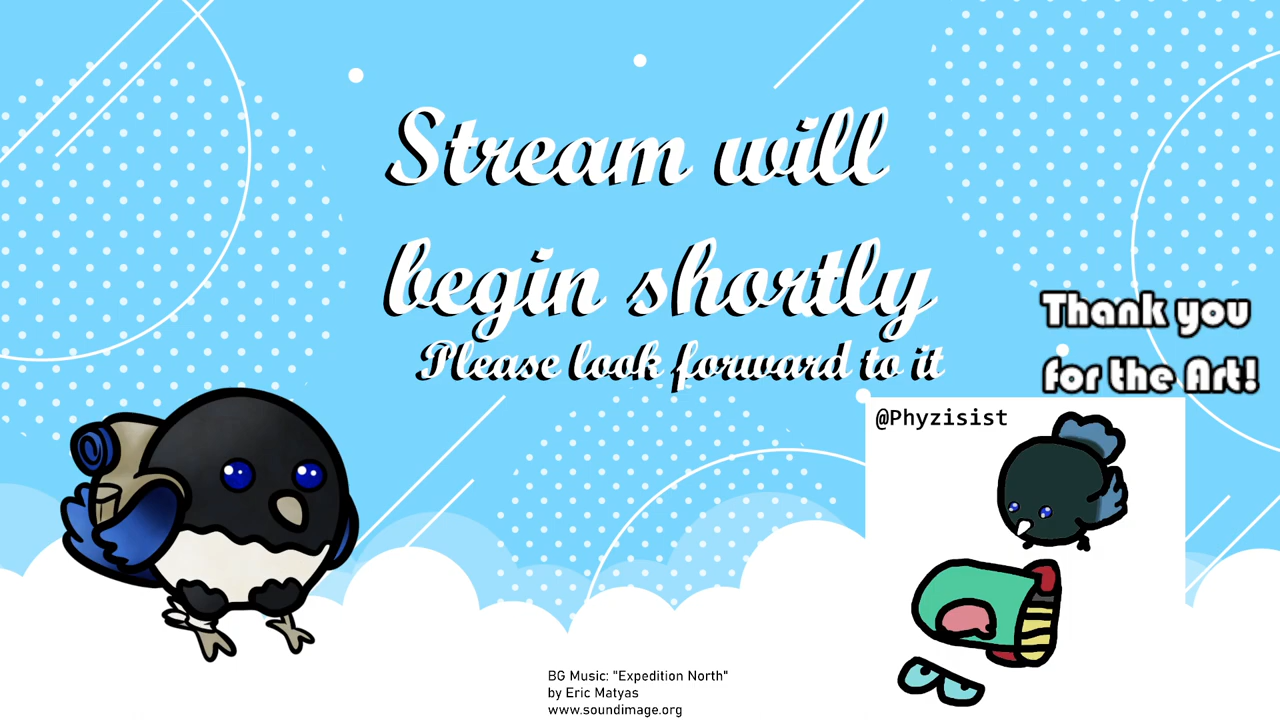 Stream will
begin shortly
Please look forward to it
Thank you
for the Art!
@Phyzisist
BG Music: "Expedition North"
by Eric Matyas
www.soundimage.org